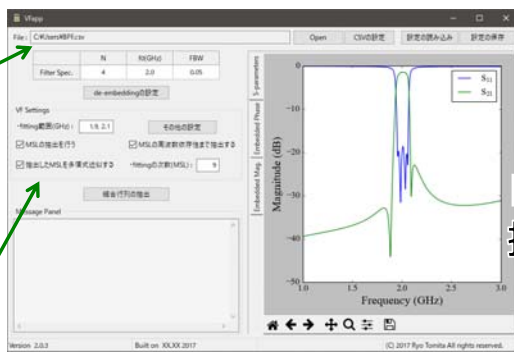 Vfapp
File : C:¥Users¥BPF.csv Open CSVの設定 設定の読み込み 設定の保存
N f0(GHz) FBW
Filter Spec. 4 2.0 0.05
de-embeddingの設定
VF Settings
-fitting範囲(GHz) : 1.9, 2.1 その他の設定
MSLの抽出を行う MSLの周波数依存性まで抽出する
抽出したMSLを多項式近似する -fittingの次数(MSL) : 9
結合行列の抽出
Message Panel
S-parameters
Embedded Phase
Embedded Mag.
S11
S21
0
−10
−20
−30
−40
−50
Magnitude (dB)
1.0 1.5 2.0 2.5 3.0
Frequency (GHz)
Version 2.0.3 Built on XX.XX 2017 (C) 2017 Ryo Tomita All rights reserved.